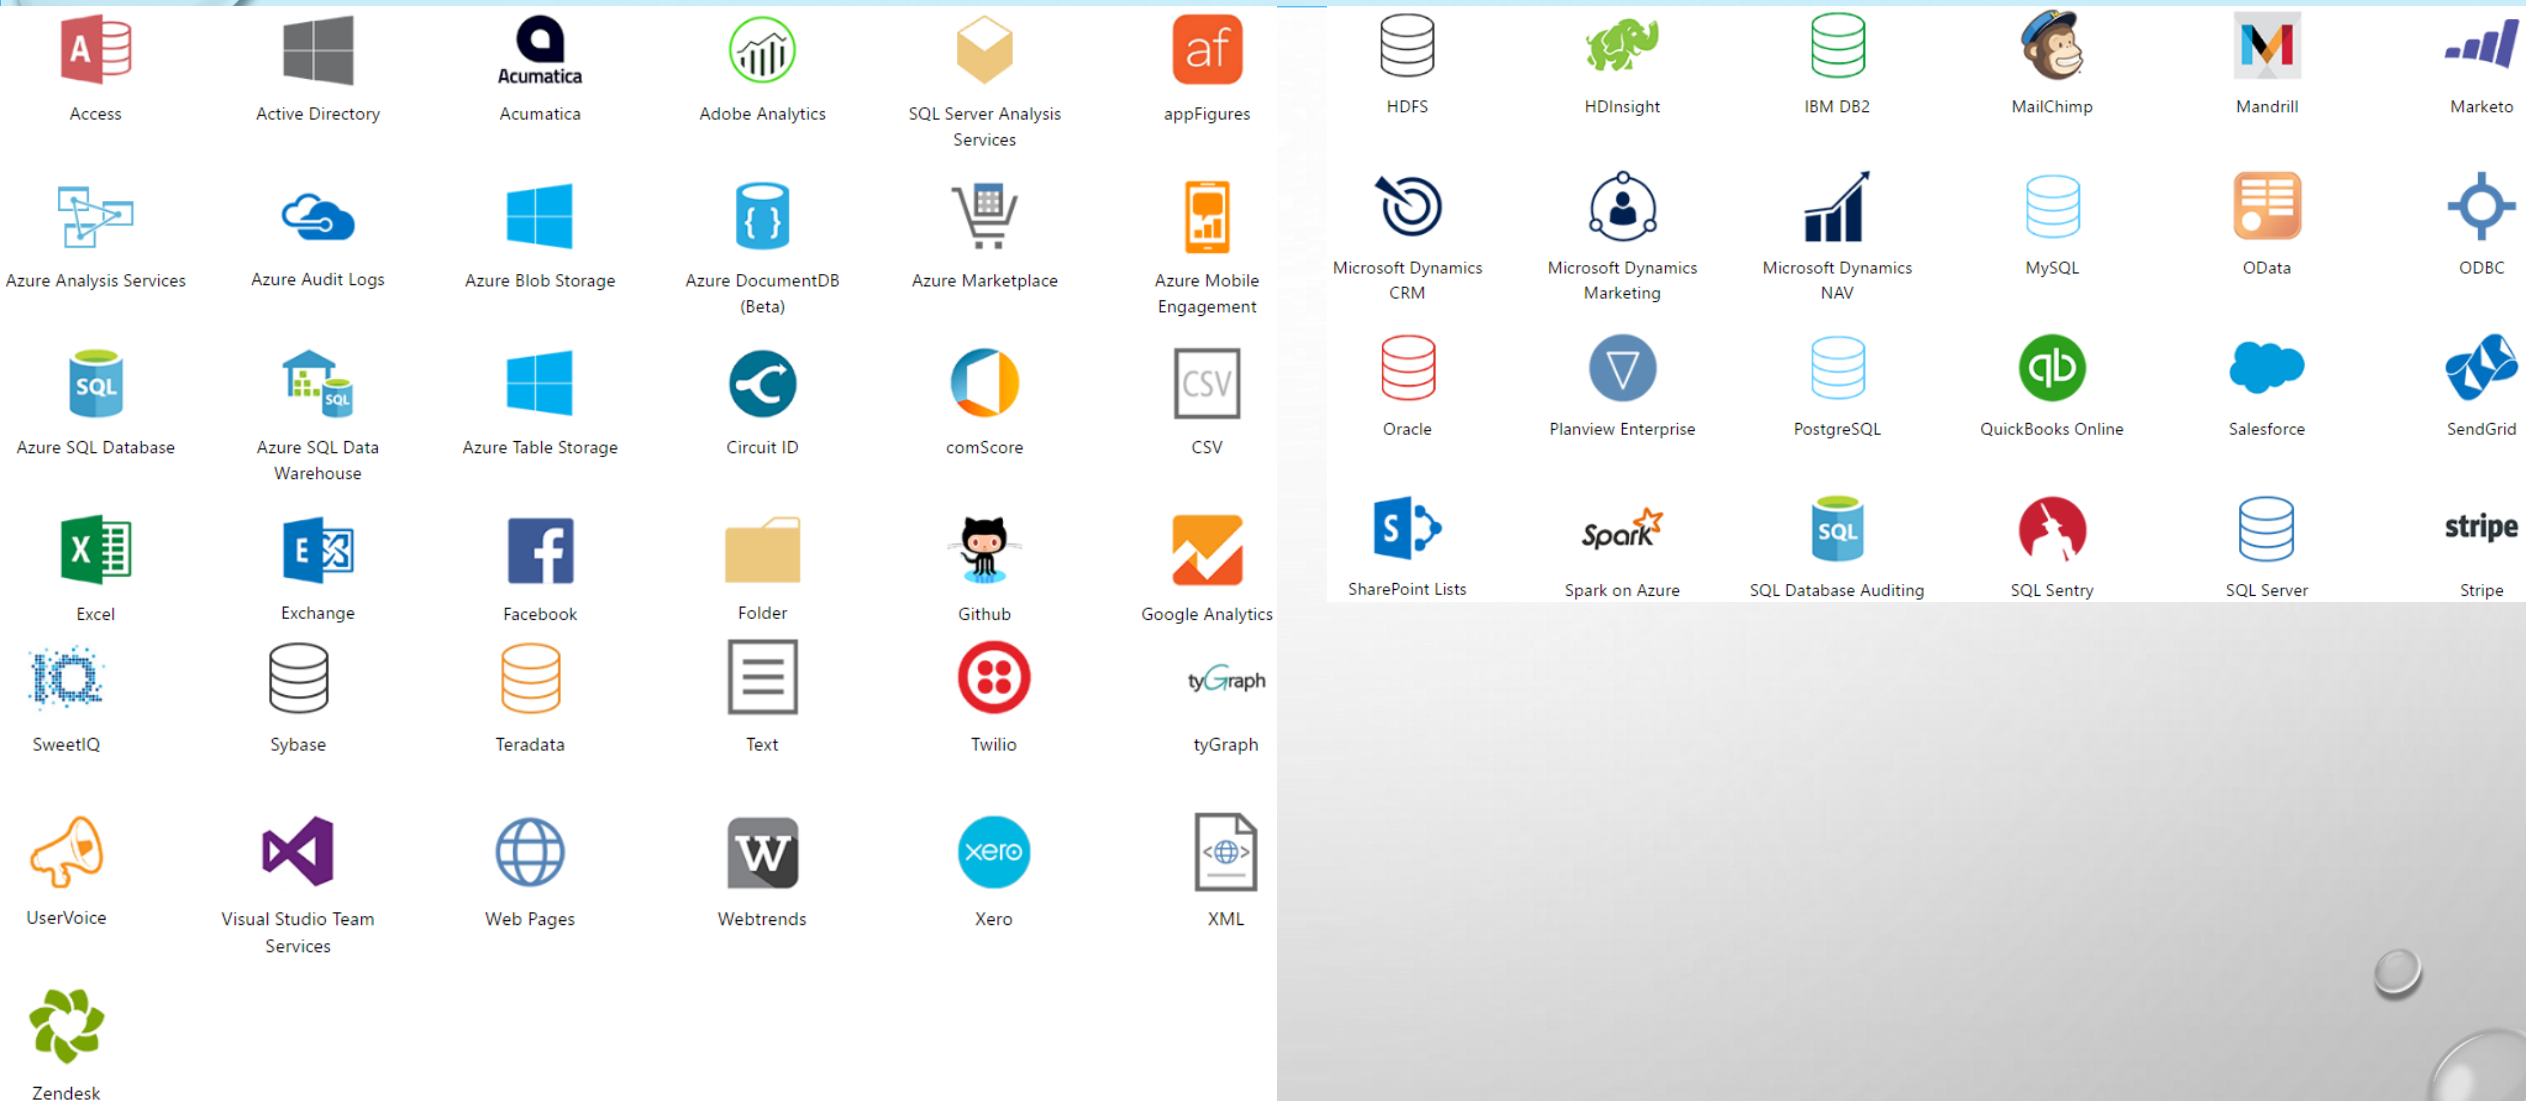 A
Acumatica
af
Access
Active Directory
Acumatica
Adobe Analytics
SQL Server Analysis
Services
appFigures
{ }
Azure Analysis Services
Azure Audit Logs
Azure Blob Storage
Azure DocumentDB
(Beta)
Azure Marketplace
Azure Mobile
Engagement
SQL
SQL
CSV
Azure SQL Database
Azure SQL Data
Warehouse
Azure Table Storage
Circuit ID
comScore
CSV
X
E
f
Excel
Exchange
Facebook
Folder
Github
Google Analytics
IQ
tyGraph
SweetIQ
Sybase
Teradata
Text
Twilio
tyGraph
W
xero
< >
UserVoice
Visual Studio Team
Services
Web Pages
Webtrends
Xero
XML
Zendesk
M
HDFS
HDInsight
IBM DB2
MailChimp
Mandrill
Marketo
Microsoft Dynamics
CRM
Microsoft Dynamics
Marketing
Microsoft Dynamics
NAV
MySQL
OData
ODBC
qb
Oracle
Planview Enterprise
PostgreSQL
QuickBooks Online
Salesforce
SendGrid
S
Spark
SQL
stripe
SharePoint Lists
Spark on Azure
SQL Database Auditing
SQL Sentry
SQL Server
Stripe